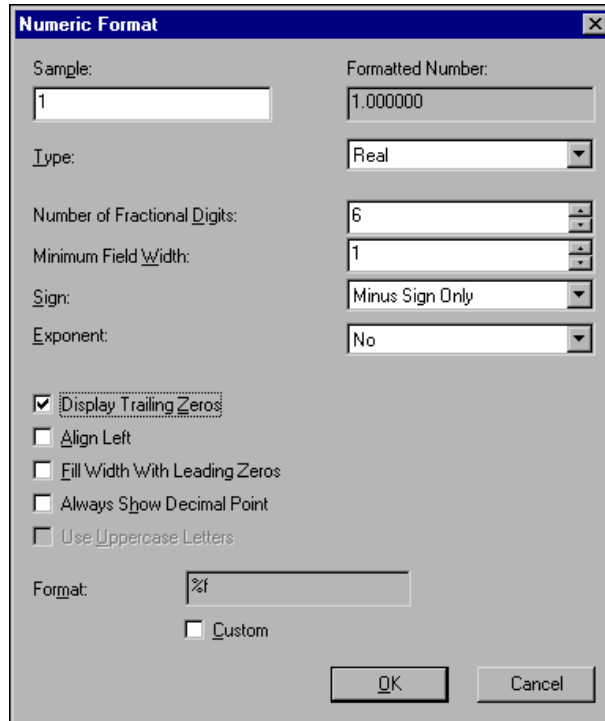 Numeric Format
Sample:
Formatted Number:
1
1.000000
Type:
Real
Number of Fractional Digits:
6
Minimum Field Width:
1
Sign:
Minus Sign Only
Exponent:
No
Display Trailing Zeros
Align Left
Fill Width With Leading Zeros
Always Show Decimal Point
Use Uppercase Letters
Format:
%f
Custom
OK
Cancel